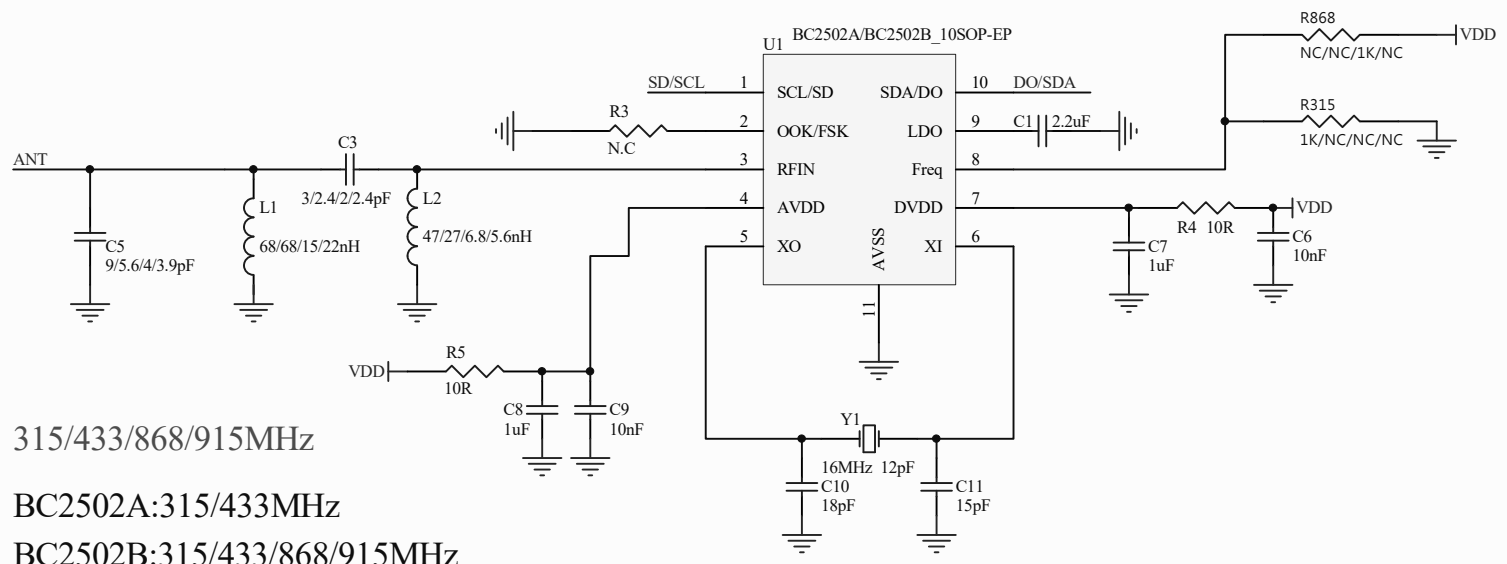 R868
NC/NC/1K/NC
VDD
BC2502A/BC2502B_10SOP-EP
U1
SD/SCL
1
SCL/SD
SDA/DO
10
DO/SDA
R3
N.C
2
OOK/FSK
LDO
9
C1
2.2uF
R315
1K/NC/NC/NC
ANT
C3
3/2.4/2/2.4pF
3
RFIN
Freq
8
L1
68/68/15/22nH
L2
47/27/6.8/5.6nH
4
AVDD
DVDD
7
R4 10R
VDD
C5
9/5.6/4/3.9pF
5
XO
AVSS
XI
6
C7
1uF
C6
10nF
11
VDD
R5
10R
C8
1uF
C9
10nF
Y1
16MHz 12pF
C10
18pF
C11
15pF
315/433/868/915MHz
BC2502A:315/433MHz
BC2502B:315/433/868/915MHz